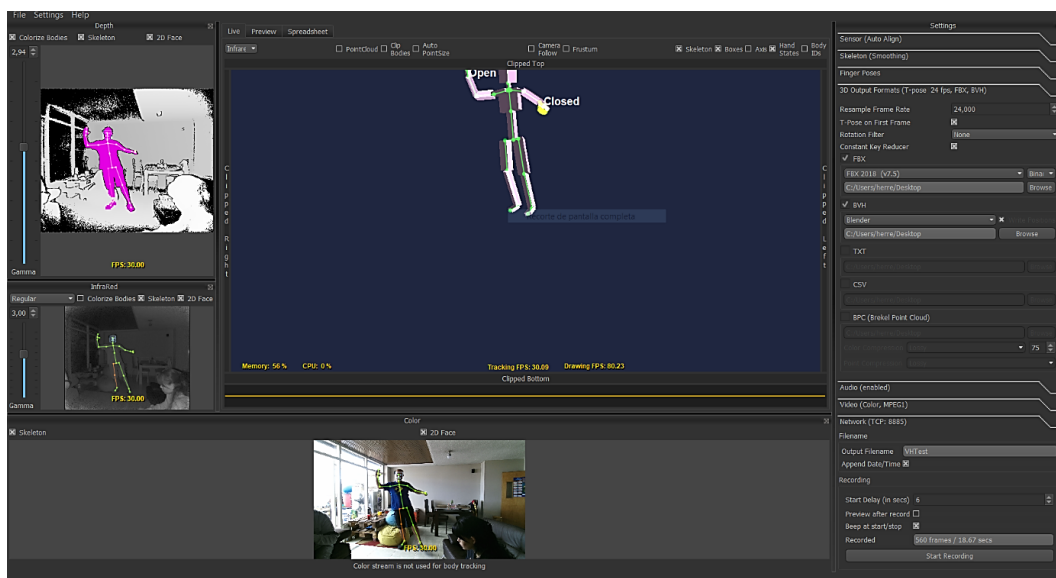 File Settings Help
Depth
Colorize Bodies Skeleton 2D Face
2,94
Gamma
FPS: 30.00
InfraRed
Regular Colorize Bodies Skeleton 2D Face
3,00
Gamma
FPS: 30.00
Live Preview Spreadsheet
PointCloud Clip Bodies Auto PointSize Camera Follow Frustum Skeleton Boxes Axis Hand States Body IDs
Clipped Top
Open
Closed
Clipped Right
Clipped Left
de pantalla completa
Memory: 56 % CPU: 0 % Tracking FPS: 30.09 Drawing FPS: 80.23
Clipped Bottom
Color
Skeleton 2D Face
FPS: 30.00
Color stream is not used for body tracking
Settings
Sensor (Auto Align)
Skeleton (Smoothing)
Finger Poses
3D Output Formats (T-pose 24 fps, FBX, BVH)
Resample Frame Rate 24,000
T-Pose on First Frame
Rotation Filter None
Constant Key Reducer
FBX
FBX 2018 (v7.5)
C:/Users/herre/Desktop Browse
BVH
Blender
C:/Users/herre/Desktop Browse
TXT
CSV
BPC (Brekel Point Cloud)
75
Audio (enabled)
Video (Color, MPEG1)
Network (TCP: 8885)
Filename
Output Filename VHTest
Append Date/Time
Recording
Start Delay (in secs) 6
Preview after record
Beep at start/stop
Recorded 560 frames / 18.67 secs
Start Recording